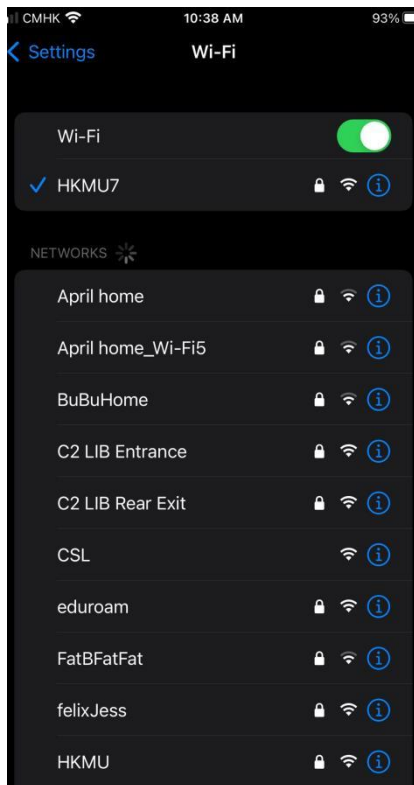 CMHK 10:38 AM 93%
Settings Wi-Fi
Wi-Fi
HKMU7
NETWORKS
April home
April home_Wi-Fi5
BuBuHome
C2 LIB Entrance
C2 LIB Rear Exit
CSL
eduroam
FatBFatFat
felixJess
HKMU